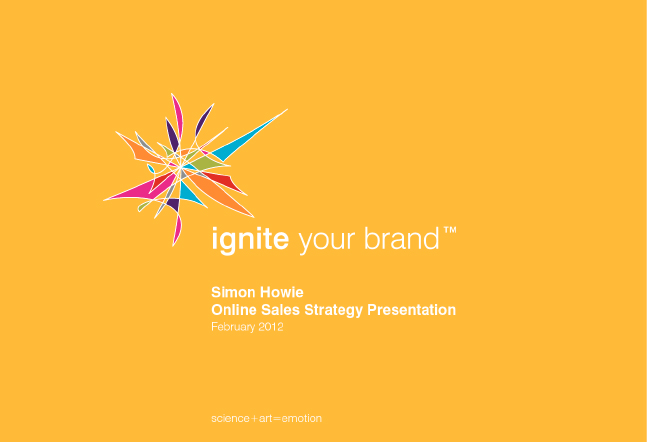 ignite your brand™
Simon Howie
Online Sales Strategy Presentation
February 2012
science+art=emotion